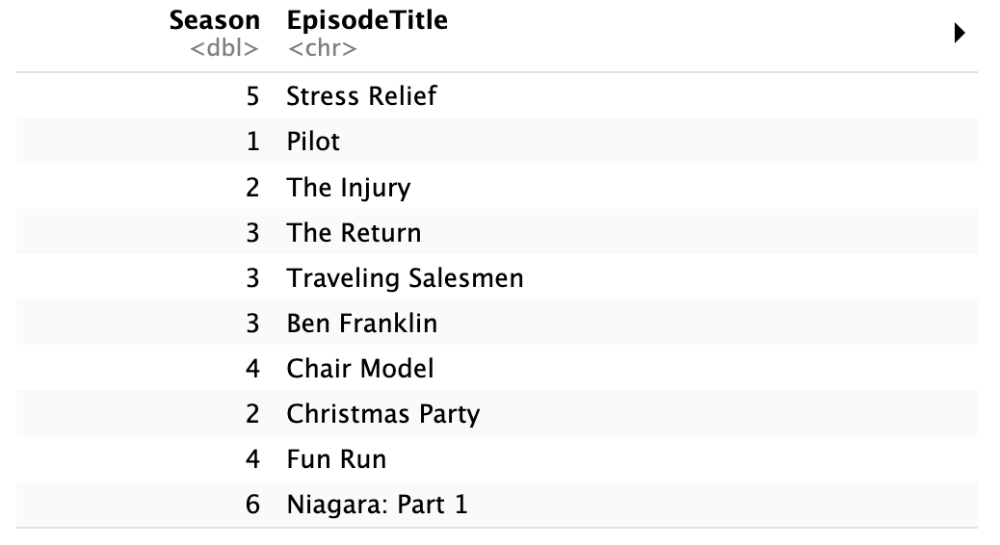 Season EpisodeTitle
<dbl> <chr>
5 Stress Relief
1 Pilot
2 The Injury
3 The Return
3 Traveling Salesmen
3 Ben Franklin
4 Chair Model
2 Christmas Party
4 Fun Run
6 Niagara: Part 1